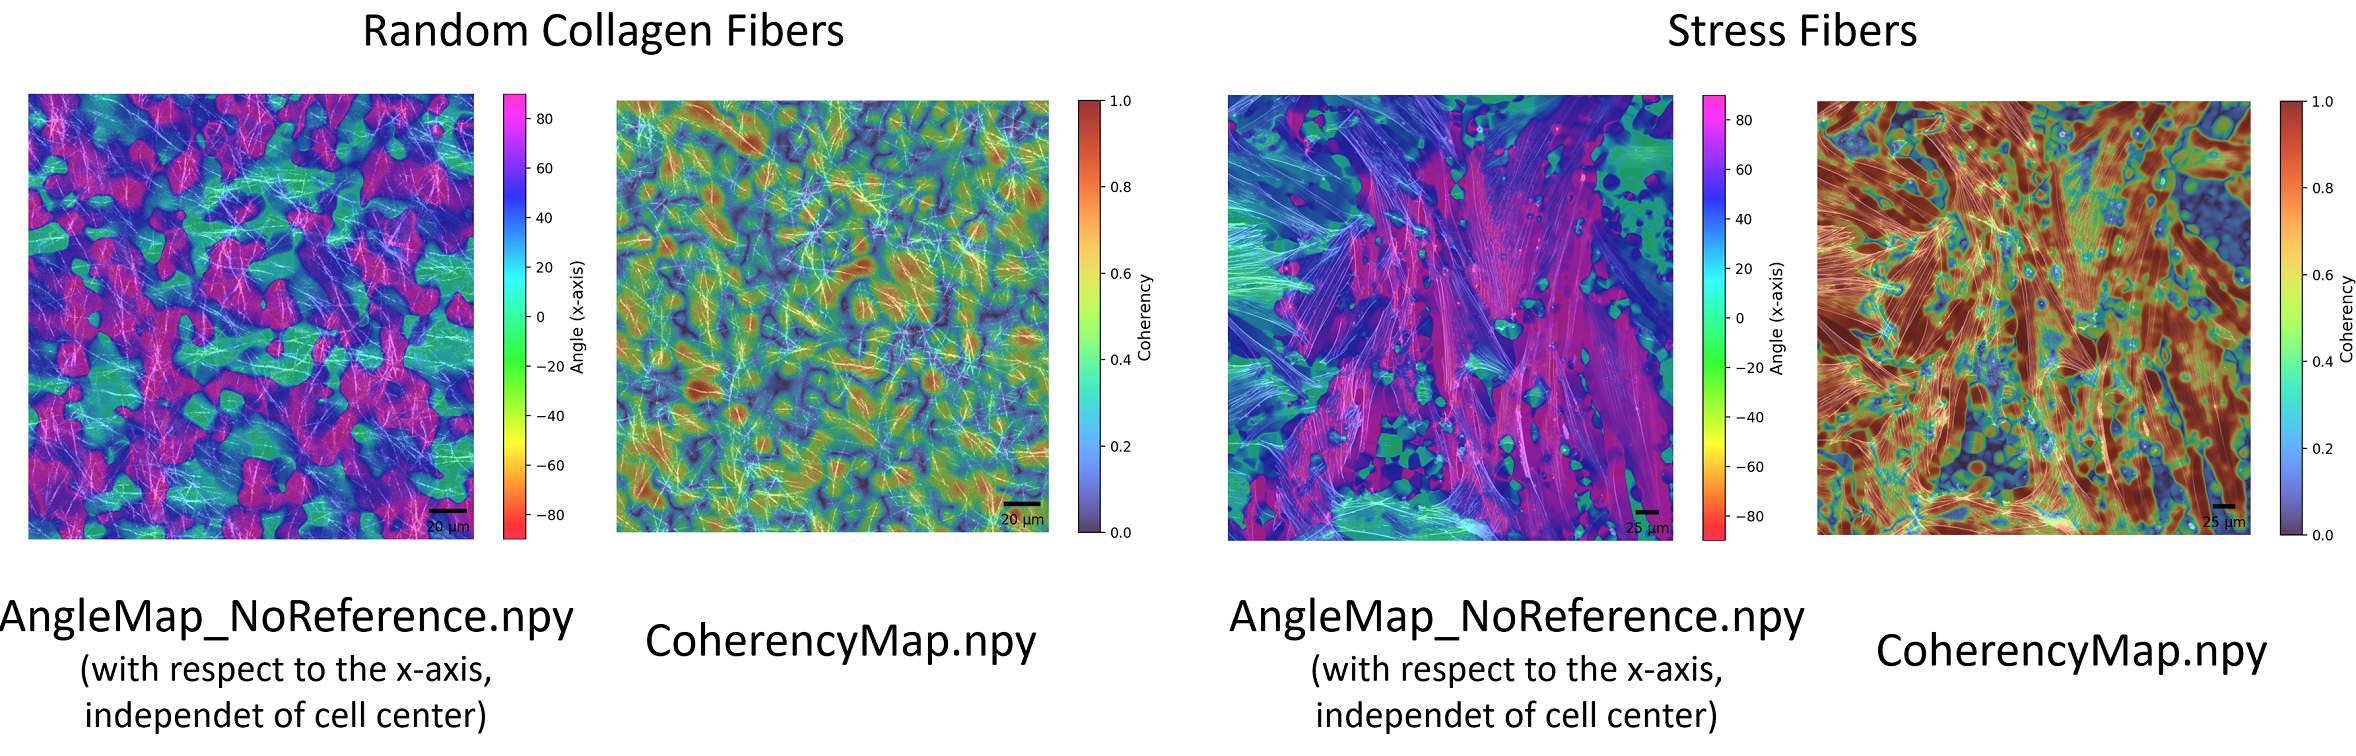 Random Collagen Fibers
Stress Fibers
80
60
40
20
0
−20
−40
−60
−80
Angle (x-axis)
20 µm
1.0
0.8
0.6
0.4
0.2
0.0
Coherency
20 µm
80
60
40
20
0
−20
−40
−60
−80
Angle (x-axis)
25 µm
1.0
0.8
0.6
0.4
0.2
0.0
Coherency
25 µm
AngleMap_NoReference.npy
(with respect to the x-axis,
independet of cell center)
CoherencyMap.npy
AngleMap_NoReference.npy
(with respect to the x-axis,
independet of cell center)
CoherencyMap.npy